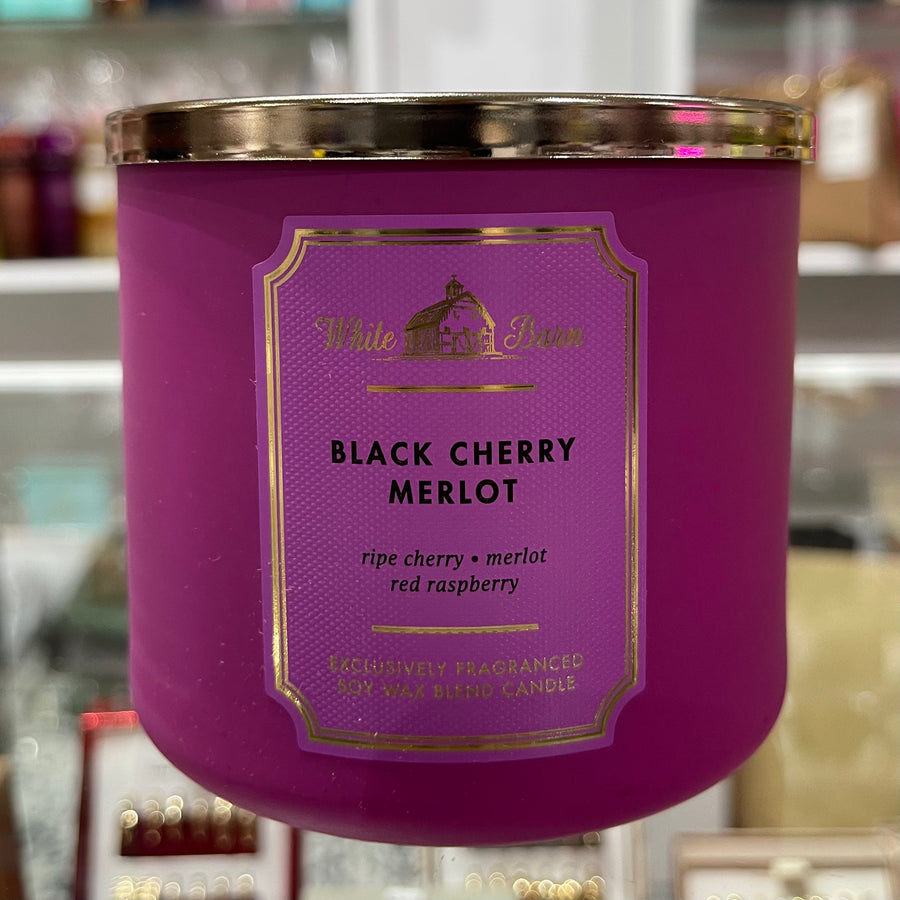 White Barn
BLACK CHERRY
MERLOT
ripe cherry • merlot
red raspberry
EXCLUSIVELY FRAGRANCED
SOY WAX BLEND CANDLE